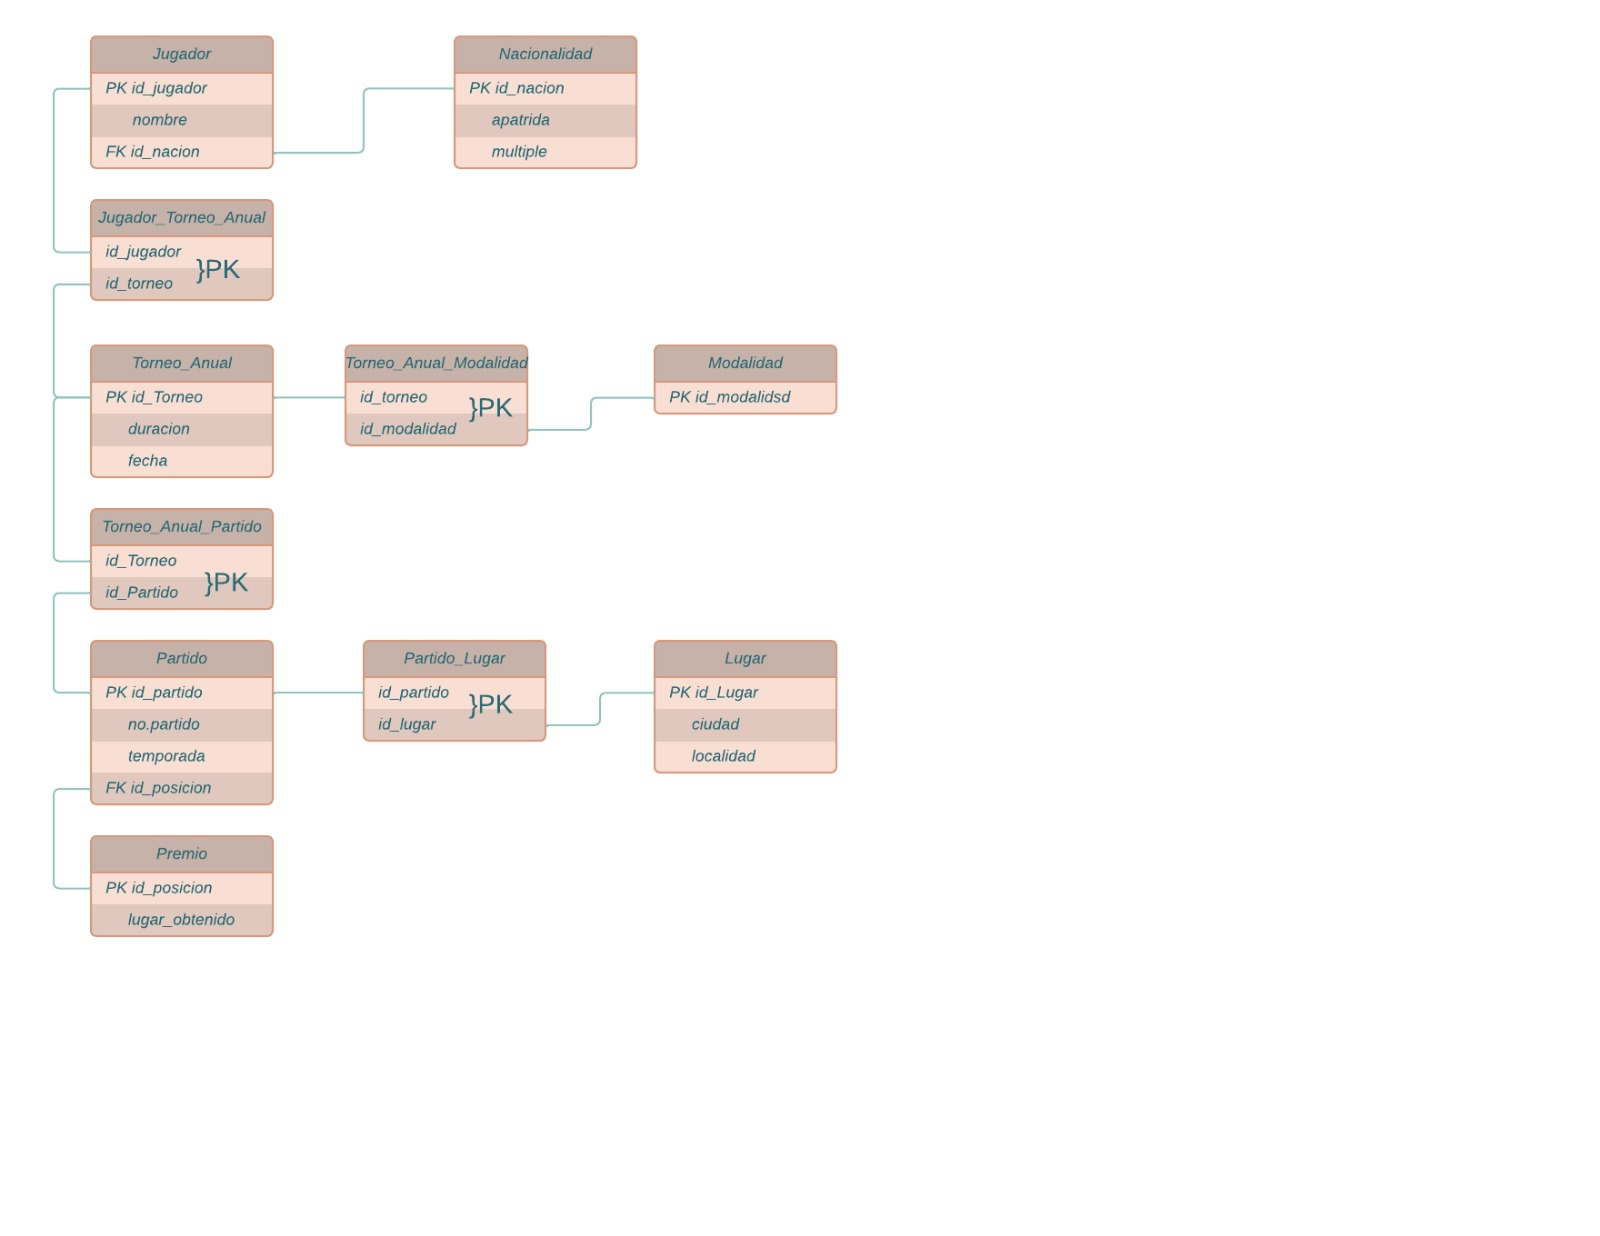 Jugador
PK id_jugador
nombre
FK id_nacion
Nacionalidad
PK id_nacion
apatrida
multiple
Jugador_Torneo_Anual
id_jugador
id_torneo
}PK
Torneo_Anual
PK id_Torneo
duracion
fecha
Torneo_Anual_Modalidad
id_torneo
id_modalidad
}PK
Modalidad
PK id_modalidsd
Torneo_Anual_Partido
id_Torneo
id_Partido
}PK
Partido
PK id_partido
no.partido
temporada
FK id_posicion
Partido_Lugar
id_partido
id_lugar
}PK
Lugar
PK id_Lugar
ciudad
localidad
Premio
PK id_posicion
lugar_obtenido